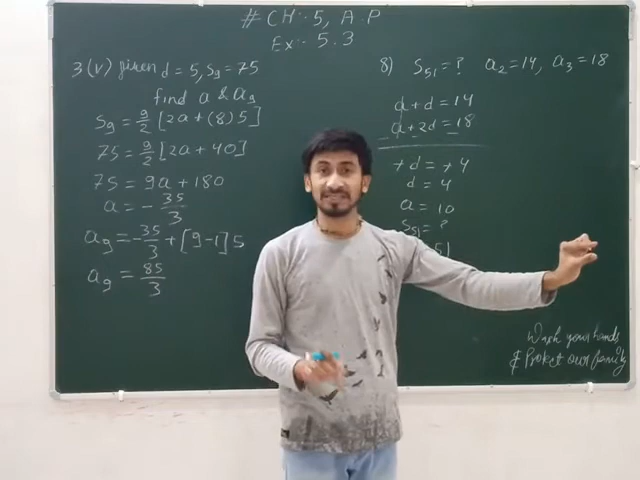 # CH-5, A.P
Ex:- 5.3
3(v) given d = 5, S9 = 75
find a & a9
S9 = 9/2 [2a + (8) 5]
75 = 9/2 [2a + 40]
75 = 9a + 180
a = - 35/3
a9 = - 35/3 + [9-1] 5
a9 = 85/3
8) S51 = ? a2 = 14, a3 = 18
a + d = 14
a + 2d = 18
+ d = + 4
d = 4
a = 10
S51 = ?
51
Wash your hands
& Protect our family